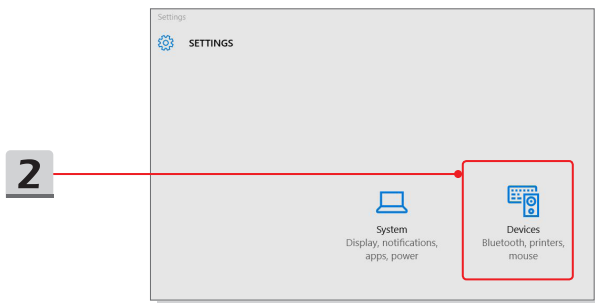 Settings
SETTINGS
2
System
Display, notifications,
apps, power
Devices
Bluetooth, printers,
mouse